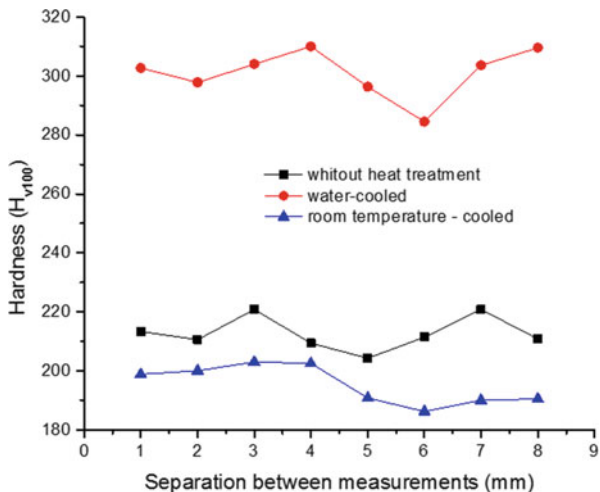 320
300
280
260
240
220
200
180
Hardness (Hv100)
whitout heat treatment
water-cooled
room temperature - cooled
0 1 2 3 4 5 6 7 8 9
Separation between measurements (mm)